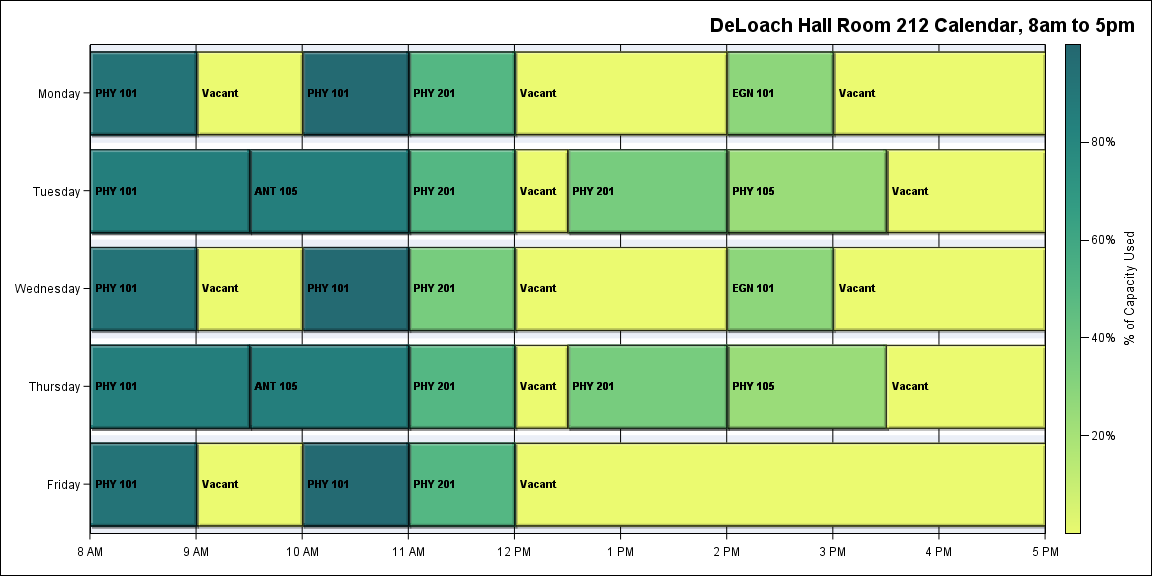 DeLoach Hall Room 212 Calendar, 8am to 5pm
Monday PHY 101 Vacant PHY 101 PHY 201 Vacant EGN 101 Vacant
80%
Tuesday PHY 101 ANT 105 PHY 201 Vacant PHY 201 PHY 105 Vacant
60%
% of Capacity Used
Wednesday PHY 101 Vacant PHY 101 PHY 201 Vacant EGN 101 Vacant
40%
Thursday PHY 101 ANT 105 PHY 201 Vacant PHY 201 PHY 105 Vacant
20%
Friday PHY 101 Vacant PHY 101 PHY 201 Vacant
8 AM 9 AM 10 AM 11 AM 12 PM 1 PM 2 PM 3 PM 4 PM 5 PM